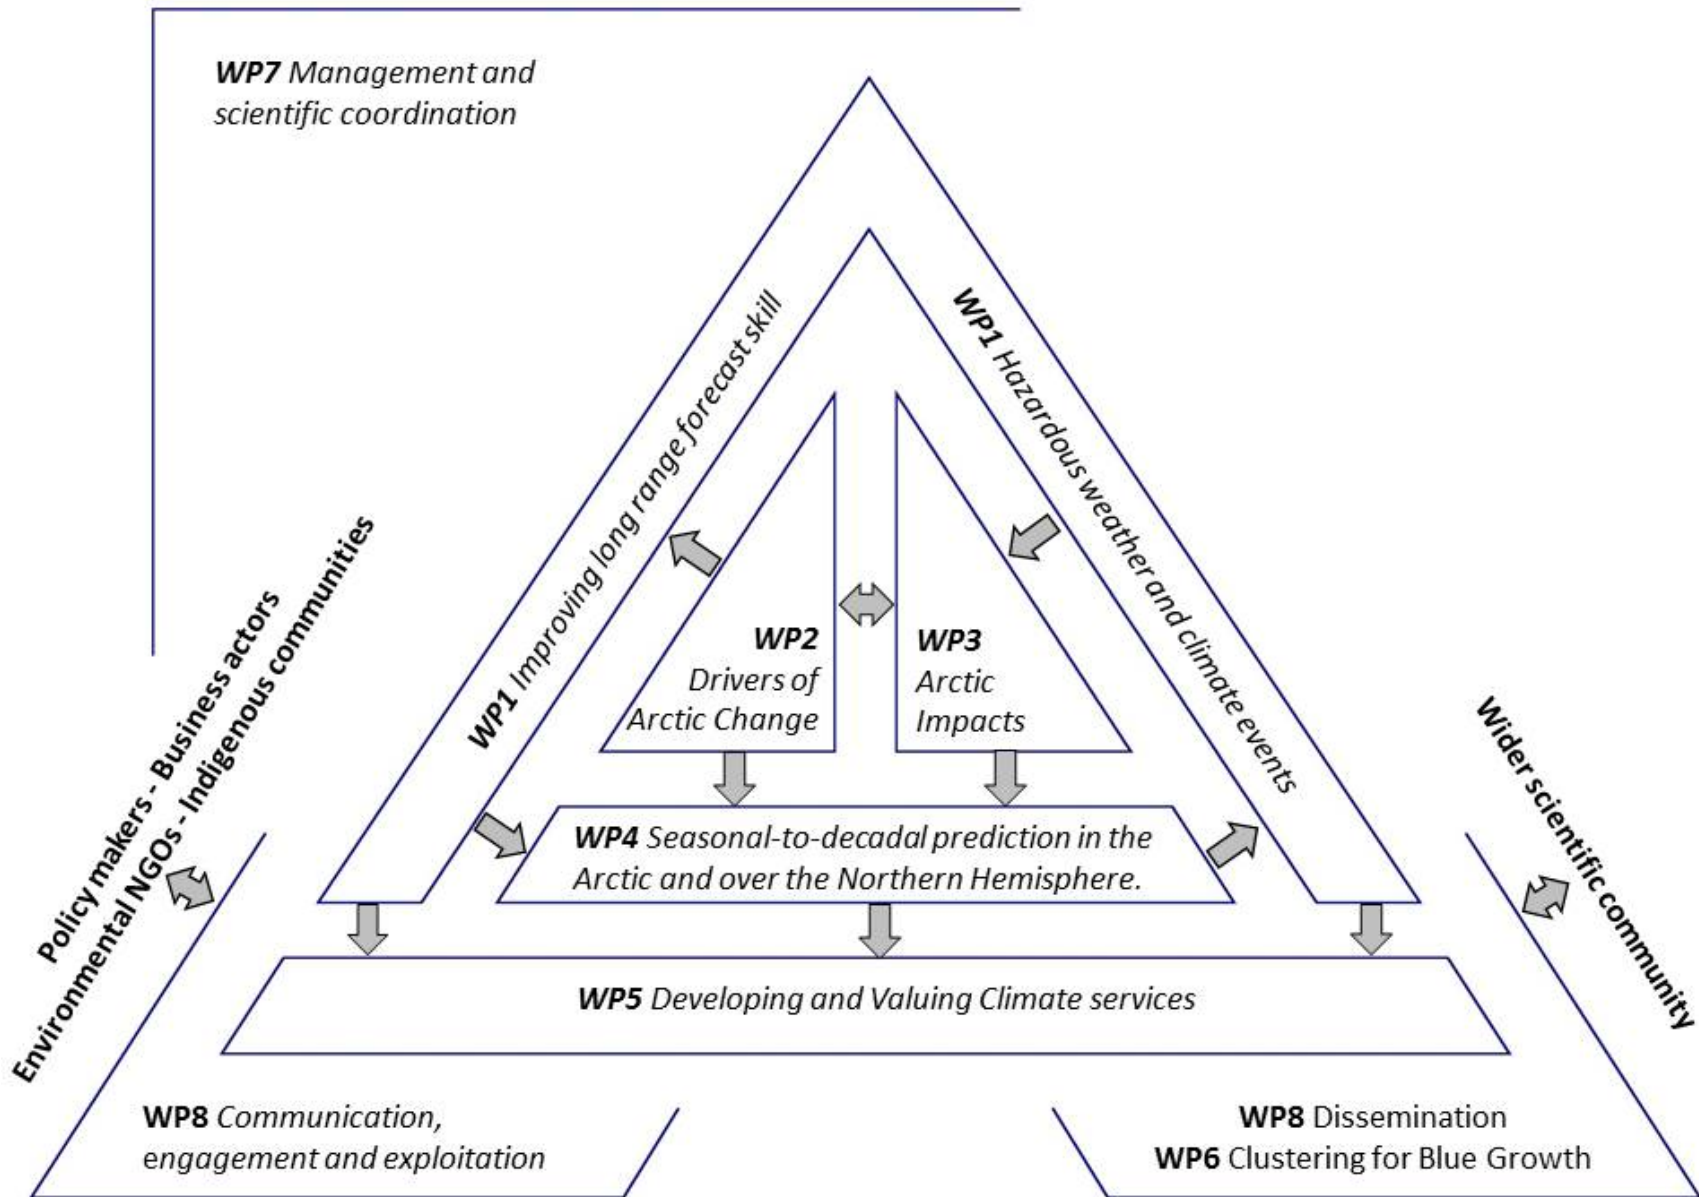 WP7 Management and
scientific coordination
WP1 Improving long range forecast skill
WP1 Hazardous weather and climate events
WP2
Drivers of
Arctic Change
WP3
Arctic
Impacts
WP4 Seasonal-to-decadal prediction in the
Arctic and over the Northern Hemisphere.
Policy makers - Business actors
Environmental NGOs - Indigenous communities
Wider scientific community
WP5 Developing and Valuing Climate services
WP8 Communication,
engagement and exploitation
WP8 Dissemination
WP6 Clustering for Blue Growth